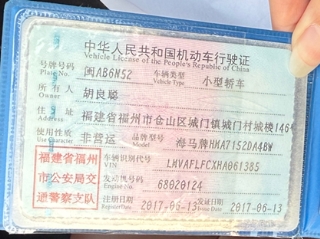 中华人民共和国机动车行驶证
Vehicle License of the People's Republic of China
号牌号码 Plate No. 闽AB6M52 车辆类型 Vehicle Type 小型轿车
所有人 Owner 胡良聪
住址 Address 福建省福州市仓山区城门镇城门村城楼146
使用性质 Use Character 非营运 品牌型号 Model 海马牌HMA7152DA4BW
福建省福州市公安局交通警察支队
车辆识别代号 VIN LMVAFLFCXHA061385
发动机号码 Engine No. 68020124
注册日期 Register Date 2017-06-13 发证日期 Issue Date 2017-06-13